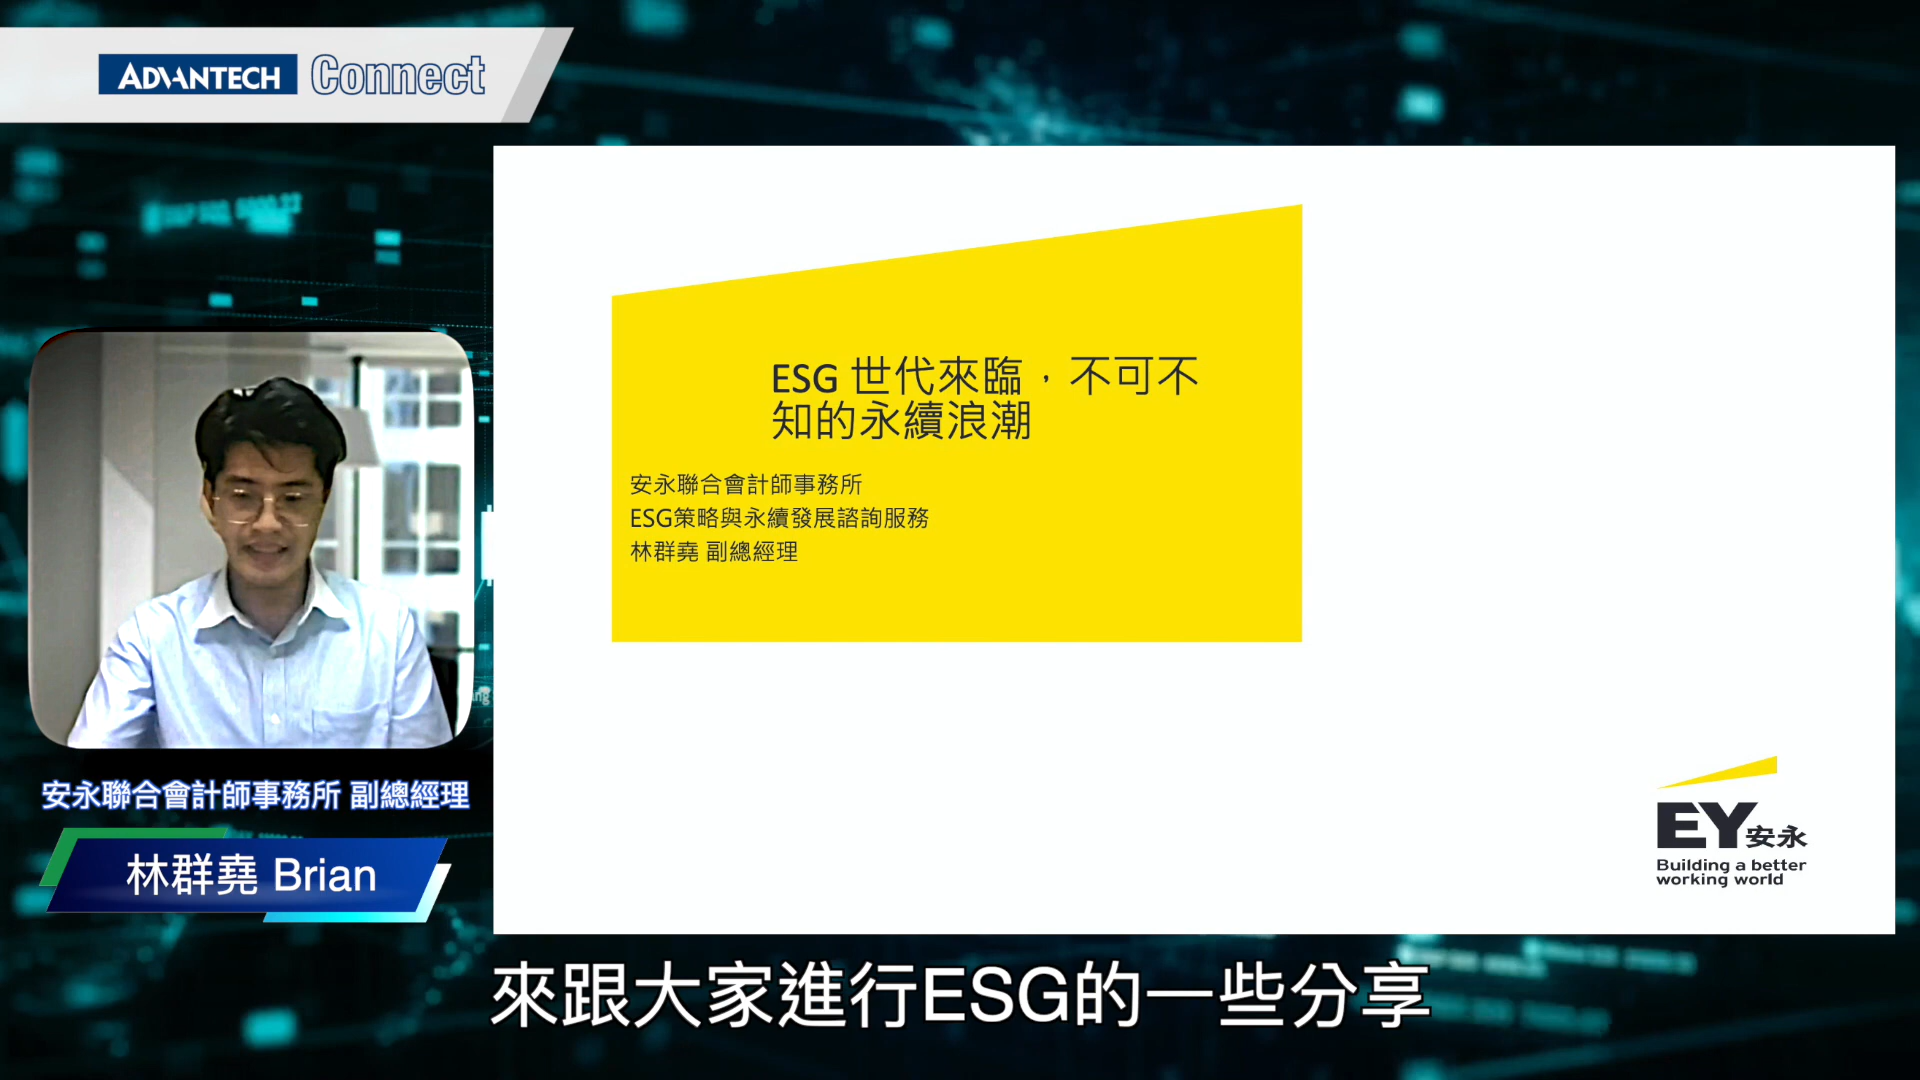 ADVANTECH Connect
ESG 世代來臨，不可不
知的永續浪潮
安永聯合會計師事務所
ESG策略與永續發展諮詢服務
林群堯 副總經理
EY安永
Building a better
working world
安永聯合會計師事務所 副總經理
林群堯 Brian
來跟大家進行ESG的一些分享